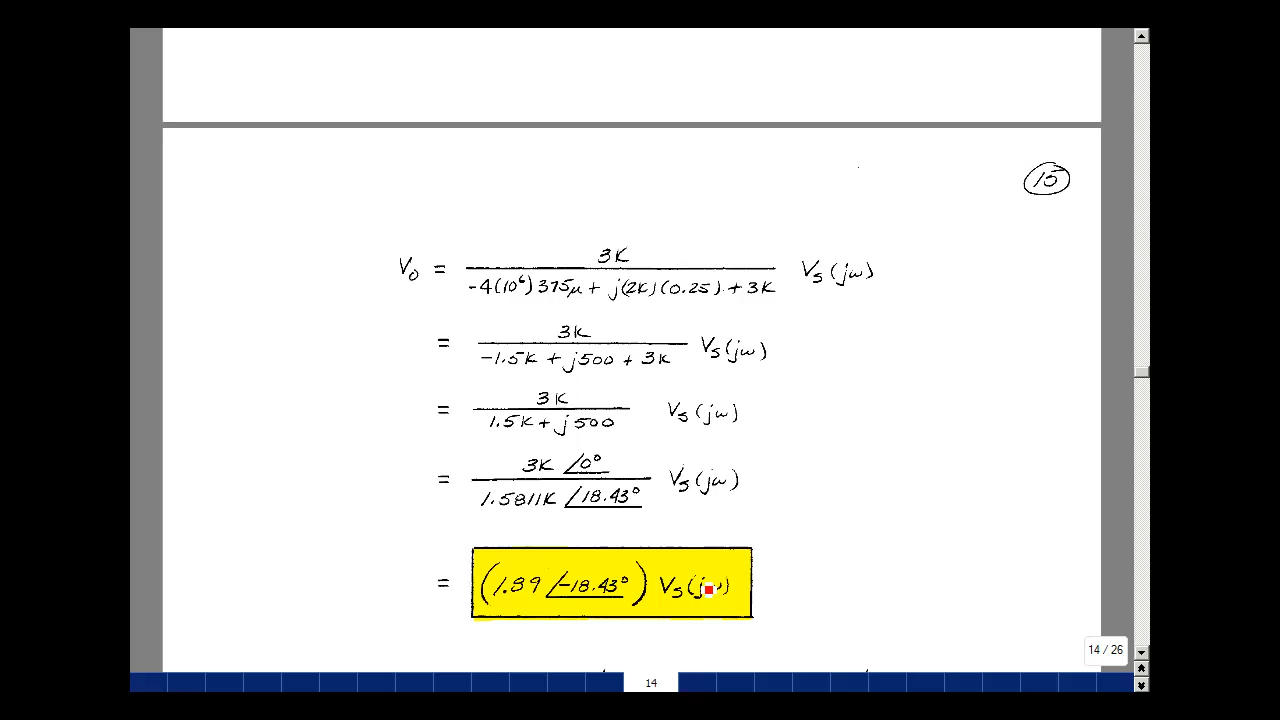 15
V₀ = 3K / (-4(10⁶)375μ + j(2K)(0.25) + 3K) Vs(jω)
= 3K / (-1.5K + j500 + 3K) Vs(jω)
= 3K / (1.5K + j500) Vs(jω)
= 3K ∠0° / 1.5811K ∠18.43° Vs(jω)
= (1.89 ∠-18.43°) Vs(jω)
14 / 26
14